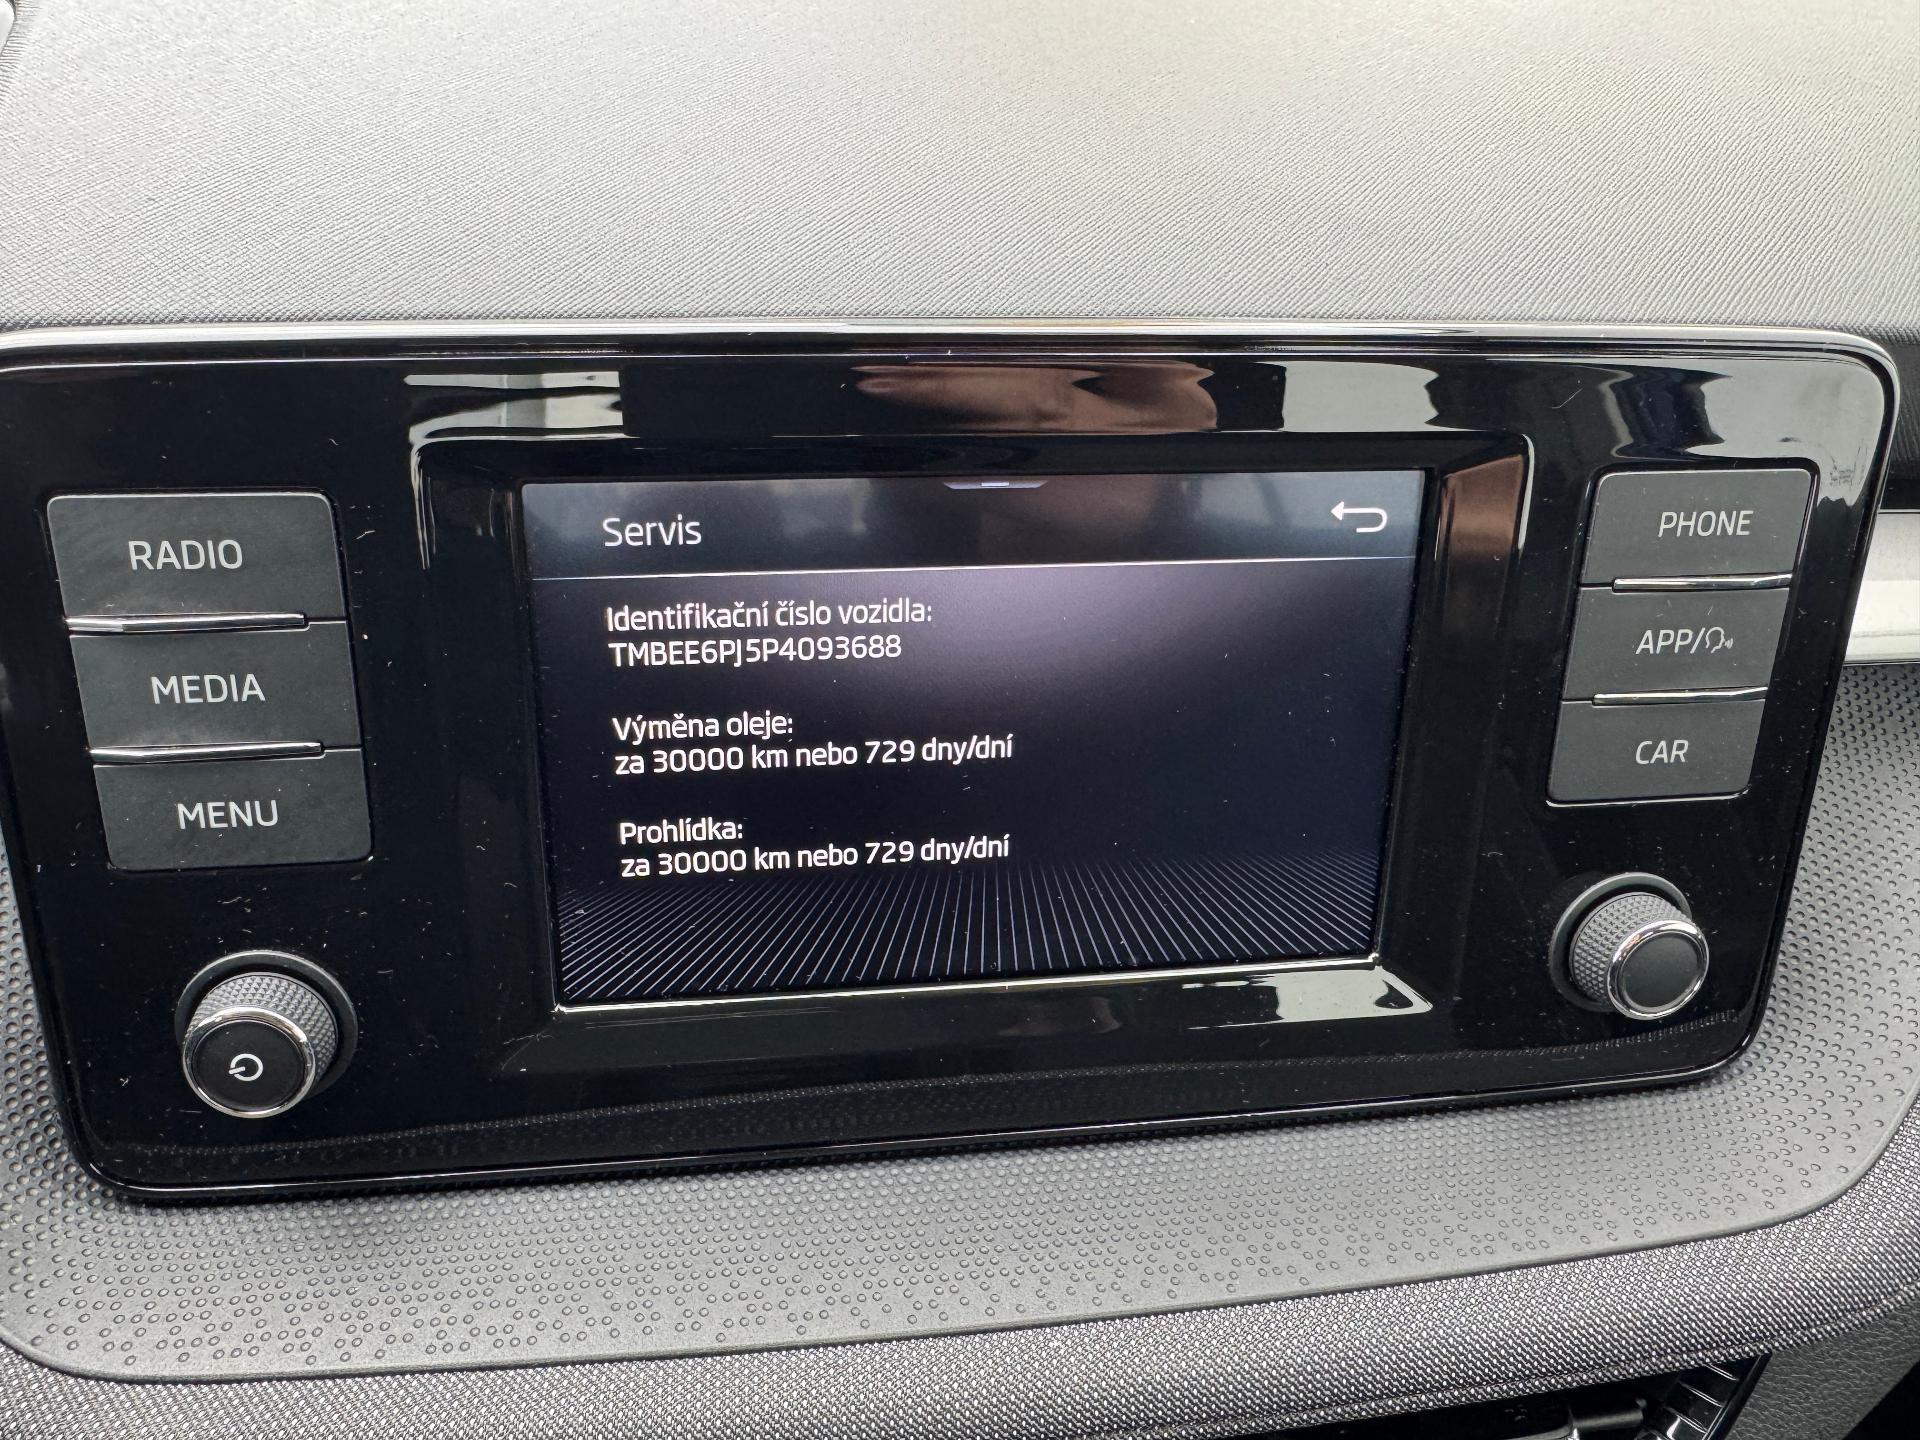 Servis
Identifikační číslo vozidla:
TMBEE6PJ5P4093688
Výměna oleje:
za 30000 km nebo 729 dny/dní
Prohlídka:
za 30000 km nebo 729 dny/dní
RADIO
MEDIA
MENU
PHONE
APP/
CAR